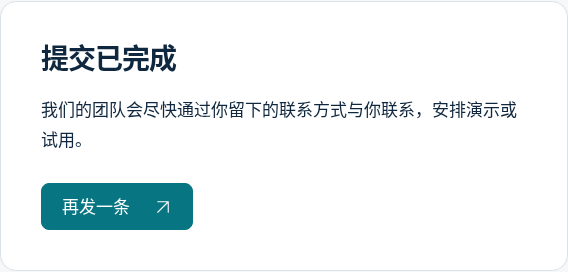 提交已完成
我们的团队会尽快通过你留下的联系方式与你联系，安排演示或
试用。
再发一条